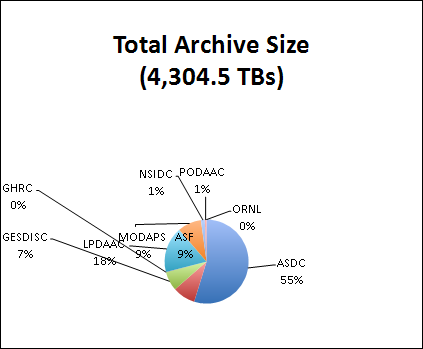 Total Archive Size
(4,304.5 TBs)
NSIDC
1%
PODAAC
1%
GHRC
0%
ORNL
0%
GESDISC
7%
LPDAAC
18%
MODAPS
9%
ASF
9%
ASDC
55%